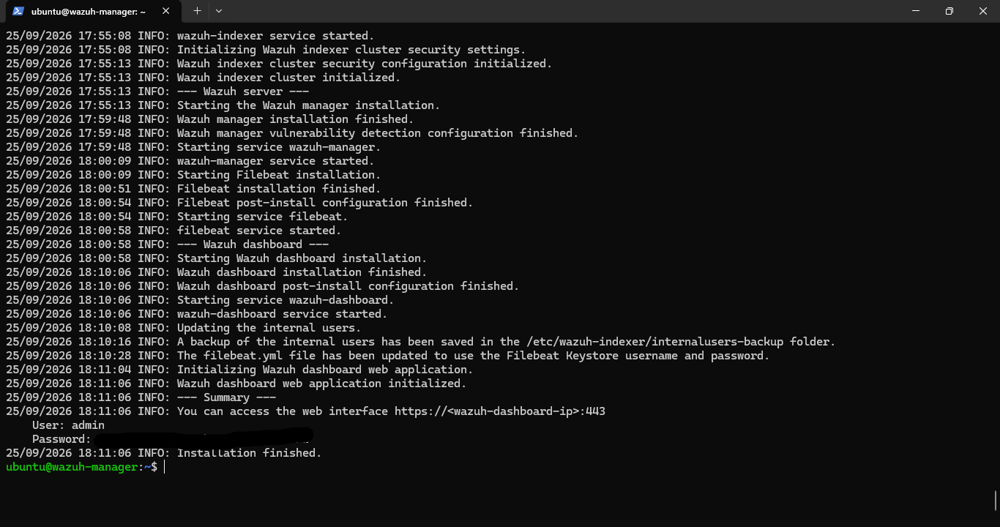 ubuntu@wazuh-manager: ~
25/09/2026 17:55:08 INFO: wazuh-indexer service started.
25/09/2026 17:55:08 INFO: Initializing Wazuh indexer cluster security settings.
25/09/2026 17:55:13 INFO: Wazuh indexer cluster security configuration initialized.
25/09/2026 17:55:13 INFO: Wazuh indexer cluster initialized.
25/09/2026 17:55:13 INFO: --- Wazuh server ---
25/09/2026 17:55:13 INFO: Starting the Wazuh manager installation.
25/09/2026 17:59:48 INFO: Wazuh manager installation finished.
25/09/2026 17:59:48 INFO: Wazuh manager vulnerability detection configuration finished.
25/09/2026 17:59:48 INFO: Starting service wazuh-manager.
25/09/2026 18:00:09 INFO: wazuh-manager service started.
25/09/2026 18:00:09 INFO: Starting Filebeat installation.
25/09/2026 18:00:51 INFO: Filebeat installation finished.
25/09/2026 18:00:54 INFO: Filebeat post-install configuration finished.
25/09/2026 18:00:54 INFO: Starting service filebeat.
25/09/2026 18:00:58 INFO: filebeat service started.
25/09/2026 18:00:58 INFO: --- Wazuh dashboard ---
25/09/2026 18:00:58 INFO: Starting Wazuh dashboard installation.
25/09/2026 18:10:06 INFO: Wazuh dashboard installation finished.
25/09/2026 18:10:06 INFO: Wazuh dashboard post-install configuration finished.
25/09/2026 18:10:06 INFO: Starting service wazuh-dashboard.
25/09/2026 18:10:06 INFO: wazuh-dashboard service started.
25/09/2026 18:10:08 INFO: Updating the internal users.
25/09/2026 18:10:16 INFO: A backup of the internal users has been saved in the /etc/wazuh-indexer/internalusers-backup folder.
25/09/2026 18:10:28 INFO: The filebeat.yml file has been updated to use the Filebeat Keystore username and password.
25/09/2026 18:11:04 INFO: Initializing Wazuh dashboard web application.
25/09/2026 18:11:06 INFO: Wazuh dashboard web application initialized.
25/09/2026 18:11:06 INFO: --- Summary ---
25/09/2026 18:11:06 INFO: You can access the web interface https://<wazuh-dashboard-ip>:443
User: admin
Password:
25/09/2026 18:11:06 INFO: Installation finished.
ubuntu@wazuh-manager:~$